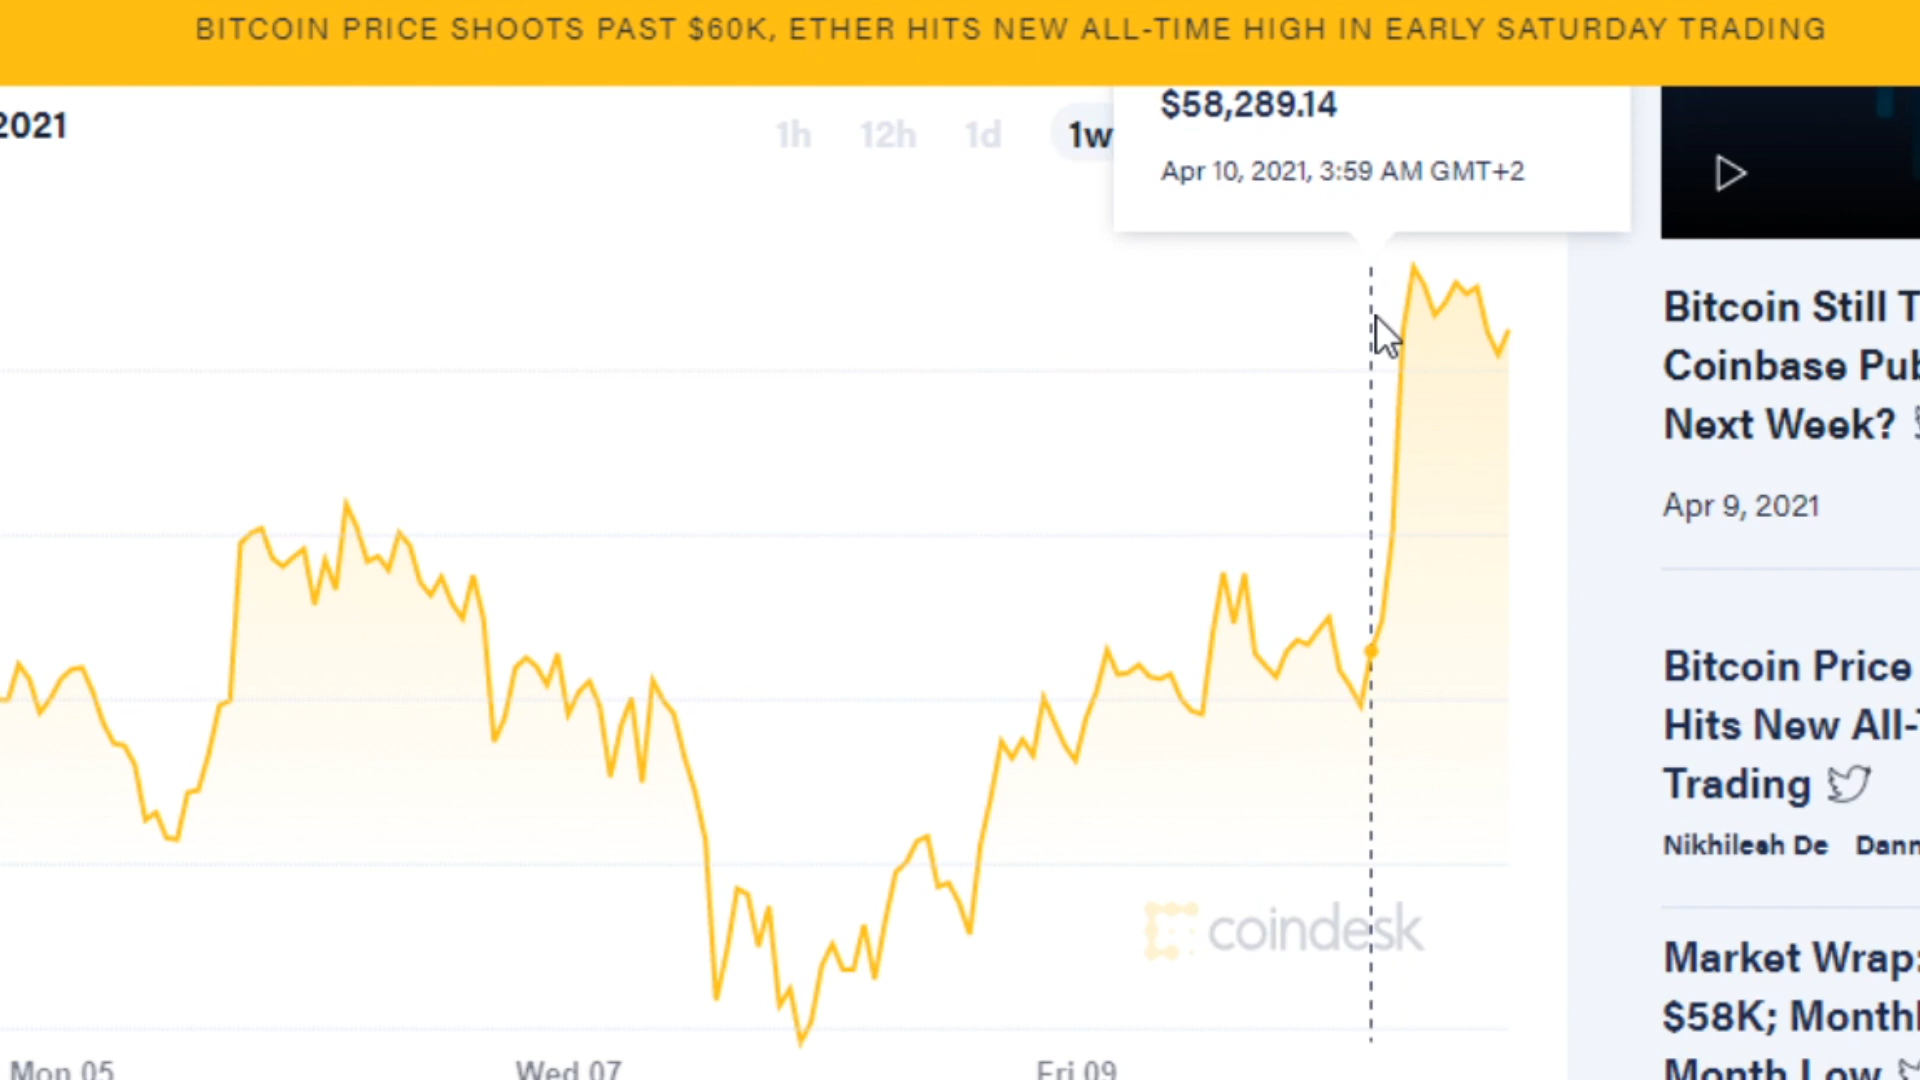 BITCOIN PRICE SHOOTS PAST $60K, ETHER HITS NEW ALL-TIME HIGH IN EARLY SATURDAY TRADING
2021
1h 12h 1d 1w
$58,289.14
Apr 10, 2021, 3:59 AM GMT+2
coindesk
Mon 05 Wed 07 Fri 09
Bitcoin Still T
Coinbase Pub
Next Week?
Apr 9, 2021
Bitcoin Price
Hits New All-
Trading
Nikhilesh De Dann
Market Wrap:
$58K; Monthl
Month Low